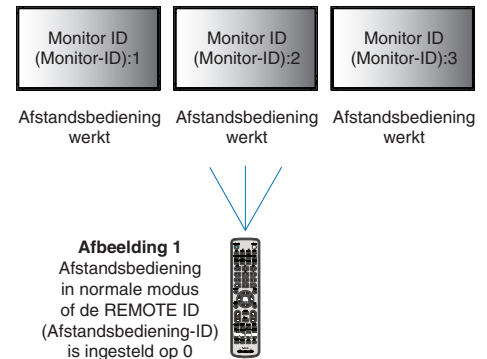 Monitor ID
(Monitor-ID):1
Monitor ID
(Monitor-ID):2
Monitor ID
(Monitor-ID):3
Afstandsbediening
werkt
Afstandsbediening
werkt
Afstandsbediening
werkt
Afbeelding 1
Afstandsbediening
in normale modus
of de REMOTE ID
(Afstandsbediening-ID)
is ingesteld op 0